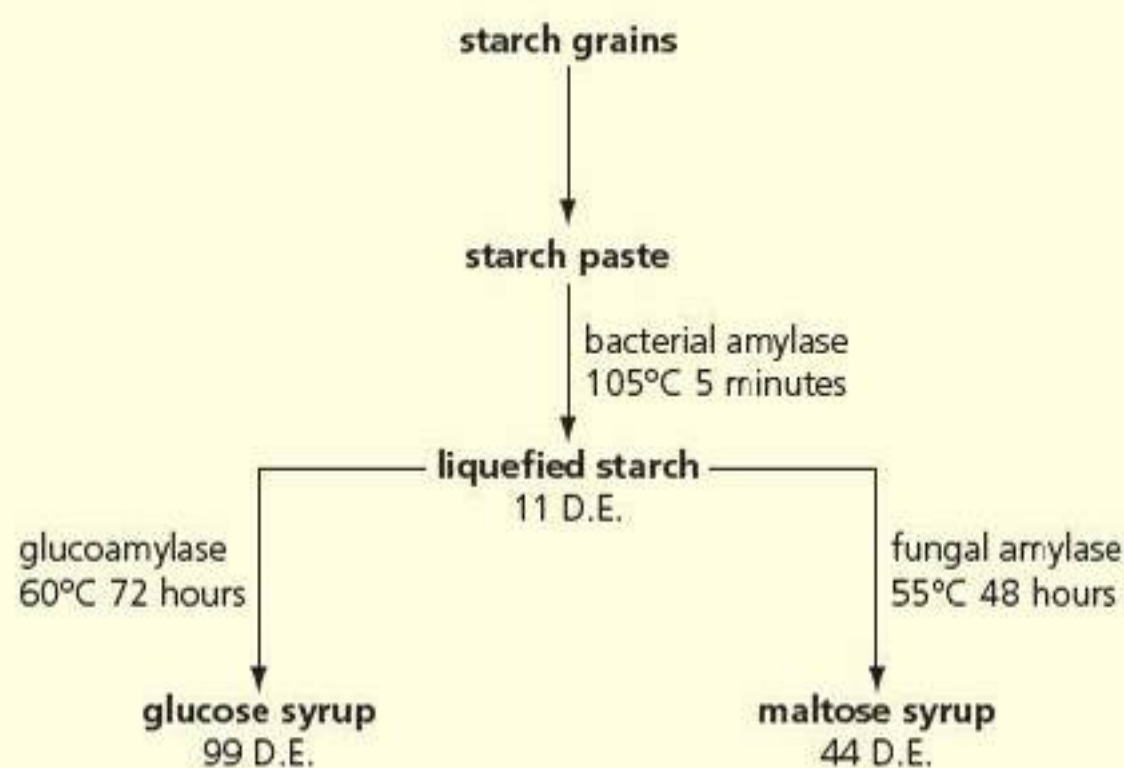 starch grains
starch paste
bacterial amylase
105°C 5 minutes
liquefied starch
11 D.E.
glucoamylase
60°C 72 hours
fungal amylase
55°C 48 hours
glucose syrup
99 D.E.
maltose syrup
44 D.E.